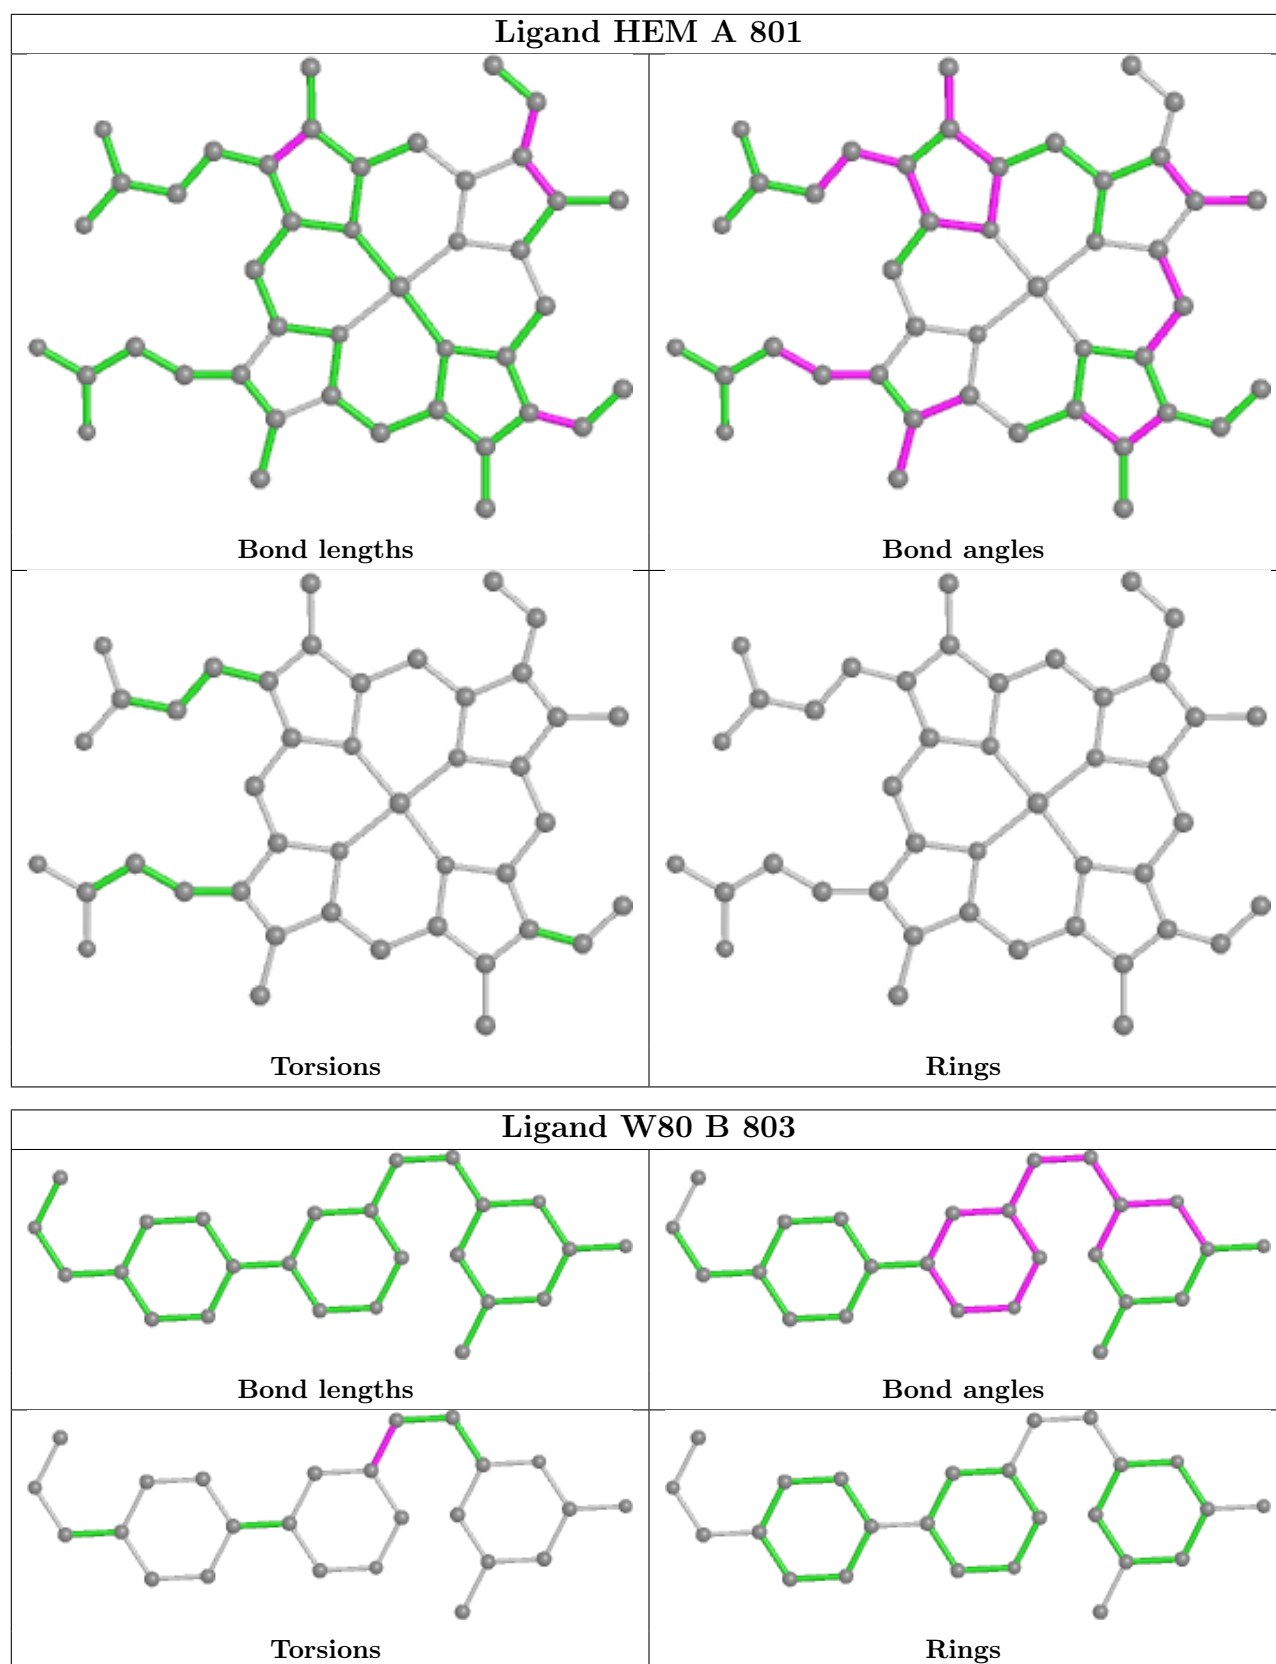 Ligand HEM A 801
Bond lengths
Bond angles
Torsions
Rings
Ligand W80 B 803
Bond lengths
Bond angles
Torsions
Rings